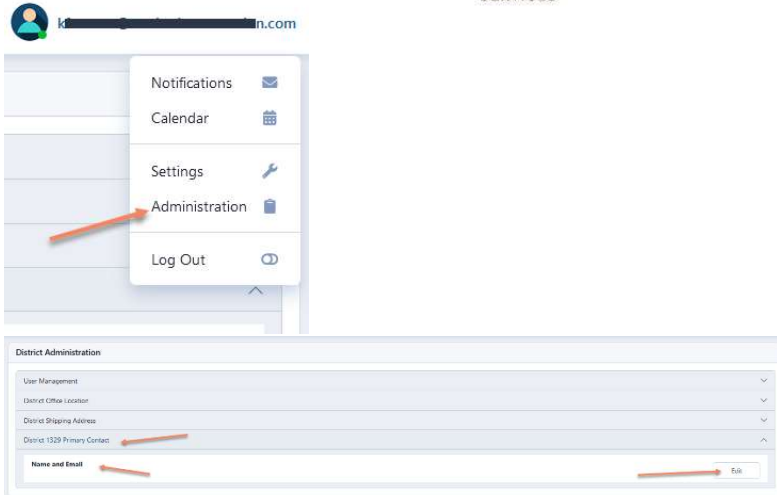 n.com
Notifications
Calendar
Settings
Administration
Log Out
District Administration
User Management
District Office Location
District Shipping Address
District 1329 Primary Contact
Name and Email
Edit